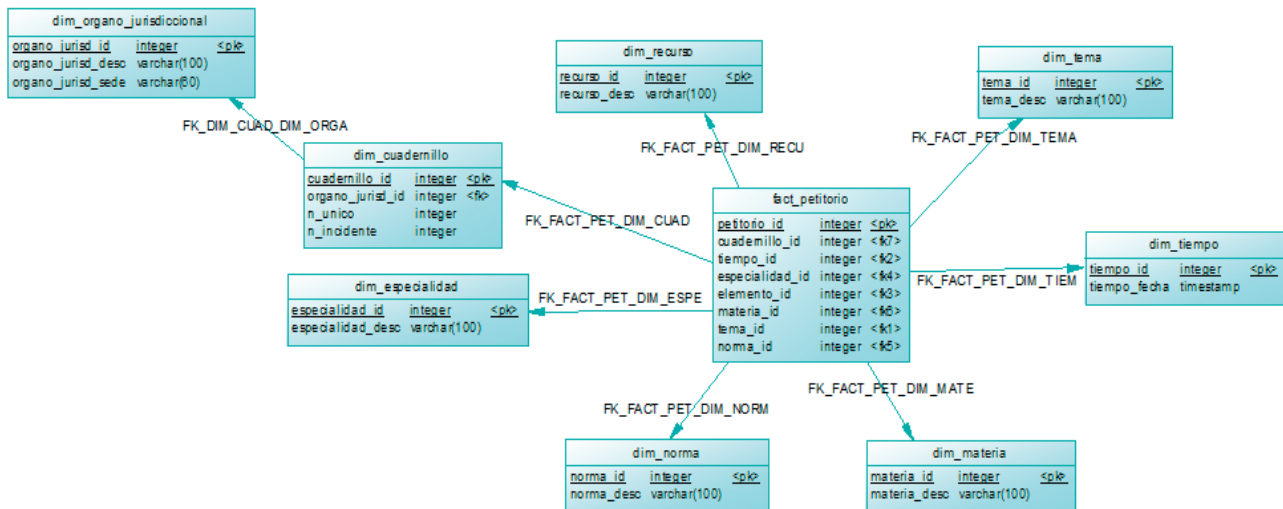 dim_organo_jurisdiccional
organo_jurisd_id integer <pk>
organo_jurisd_desc varchar(100)
organo_jurisd_sede varchar(60)
FK_DIM_CUAD_DIM_ORGA
dim_cuadernillo
cuadernillo_id integer <pk>
organo_jurisd_id integer <fk>
n_unico integer
n_incidente integer
dim_recurso
recurso_id integer <pk>
recurso_desc varchar(100)
FK_FACT_PET_DIM_RECU
dim_tema
tema_id integer <pk>
tema_desc varchar(100)
FK_FACT_PET_DIM_TEMA
FK_FACT_PET_DIM_CUAD
fact_petitorio
petitorio_id integer <pk>
cuadernillo_id integer <fk7>
tiempo_id integer <fk2>
especialidad_id integer <fk4>
elemento_id integer <fk3>
materia_id integer <fk6>
tema_id integer <fk1>
norma_id integer <fk5>
dim_tiempo
tiempo_id integer <pk>
tiempo_fecha timestamp
FK_FACT_PET_DIM_TIEM
dim_especialidad
especialidad_id integer <pk>
especialidad_desc varchar(100)
FK_FACT_PET_DIM_ESPE
FK_FACT_PET_DIM_NORM
FK_FACT_PET_DIM_MATE
dim_norma
norma_id integer <pk>
norma_desc varchar(100)
dim_materia
materia_id integer <pk>
materia_desc varchar(100)